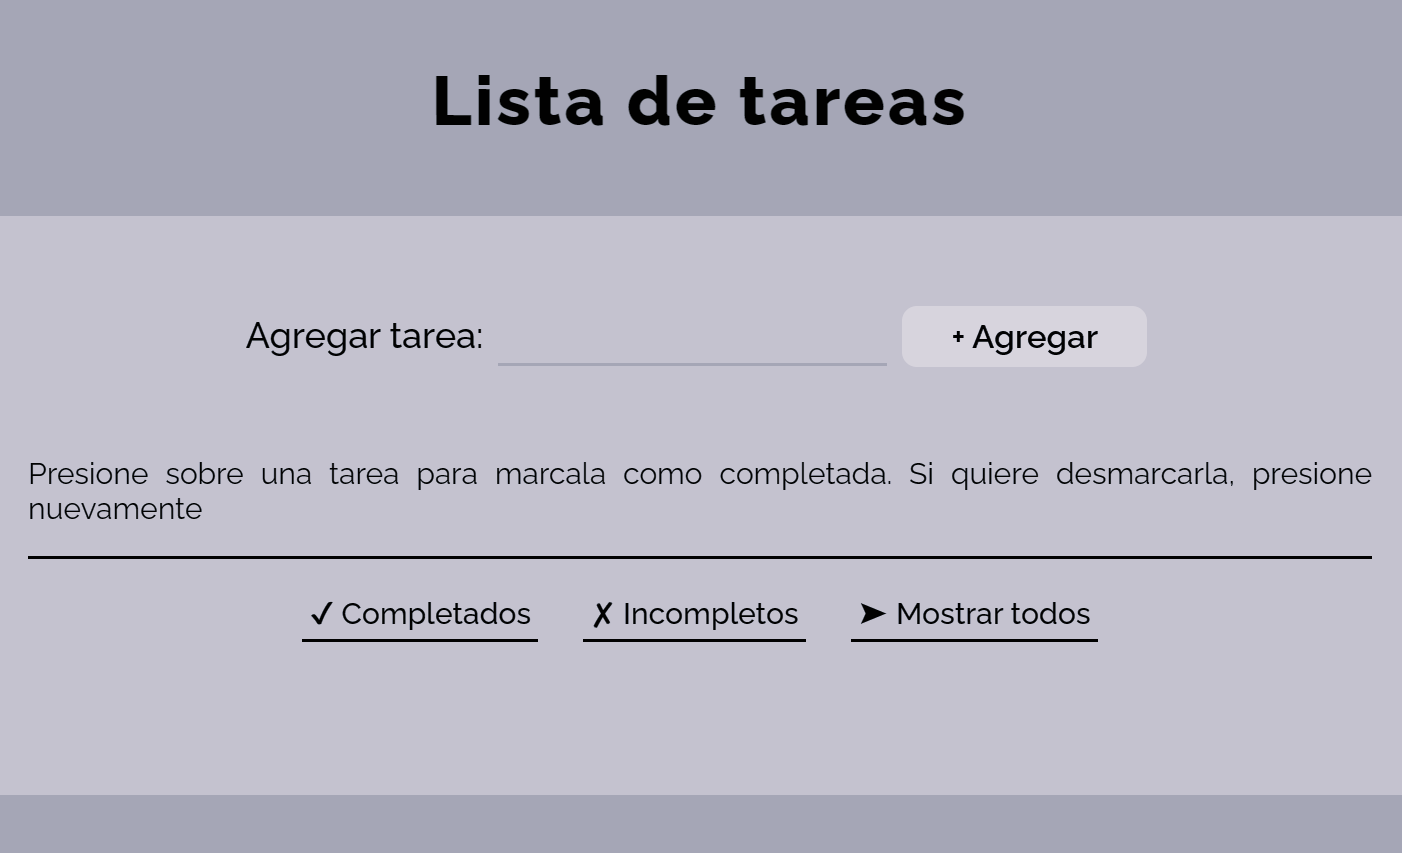 Lista de tareas
Agregar tarea:
+ Agregar
Presione sobre una tarea para marcala como completada. Si quiere desmarcarla, presione
nuevamente
✓ Completados
✗ Incompletos
➤ Mostrar todos